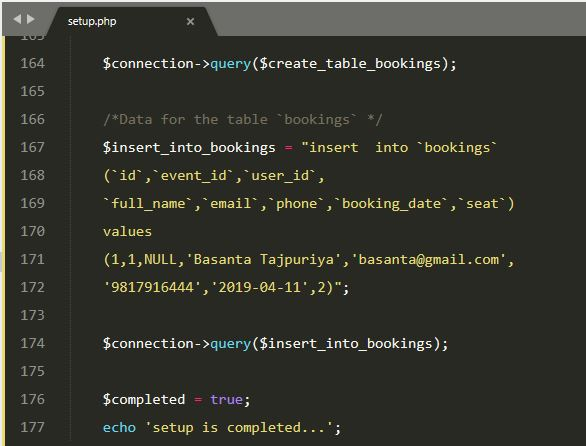 setup.php ×
163
164 $connection->query($create_table_bookings);
165
166 /*Data for the table `bookings` */
167 $insert_into_bookings = "insert  into `bookings`
168 (`id`,`event_id`,`user_id`,
169 `full_name`,`email`,`phone`,`booking_date`,`seat`)
170 values
171 (1,1,NULL,'Basanta Tajpuriya','basanta@gmail.com',
172 '9817916444','2019-04-11',2)";
173
174 $connection->query($insert_into_bookings);
175
176 $completed = true;
177 echo 'setup is completed...';